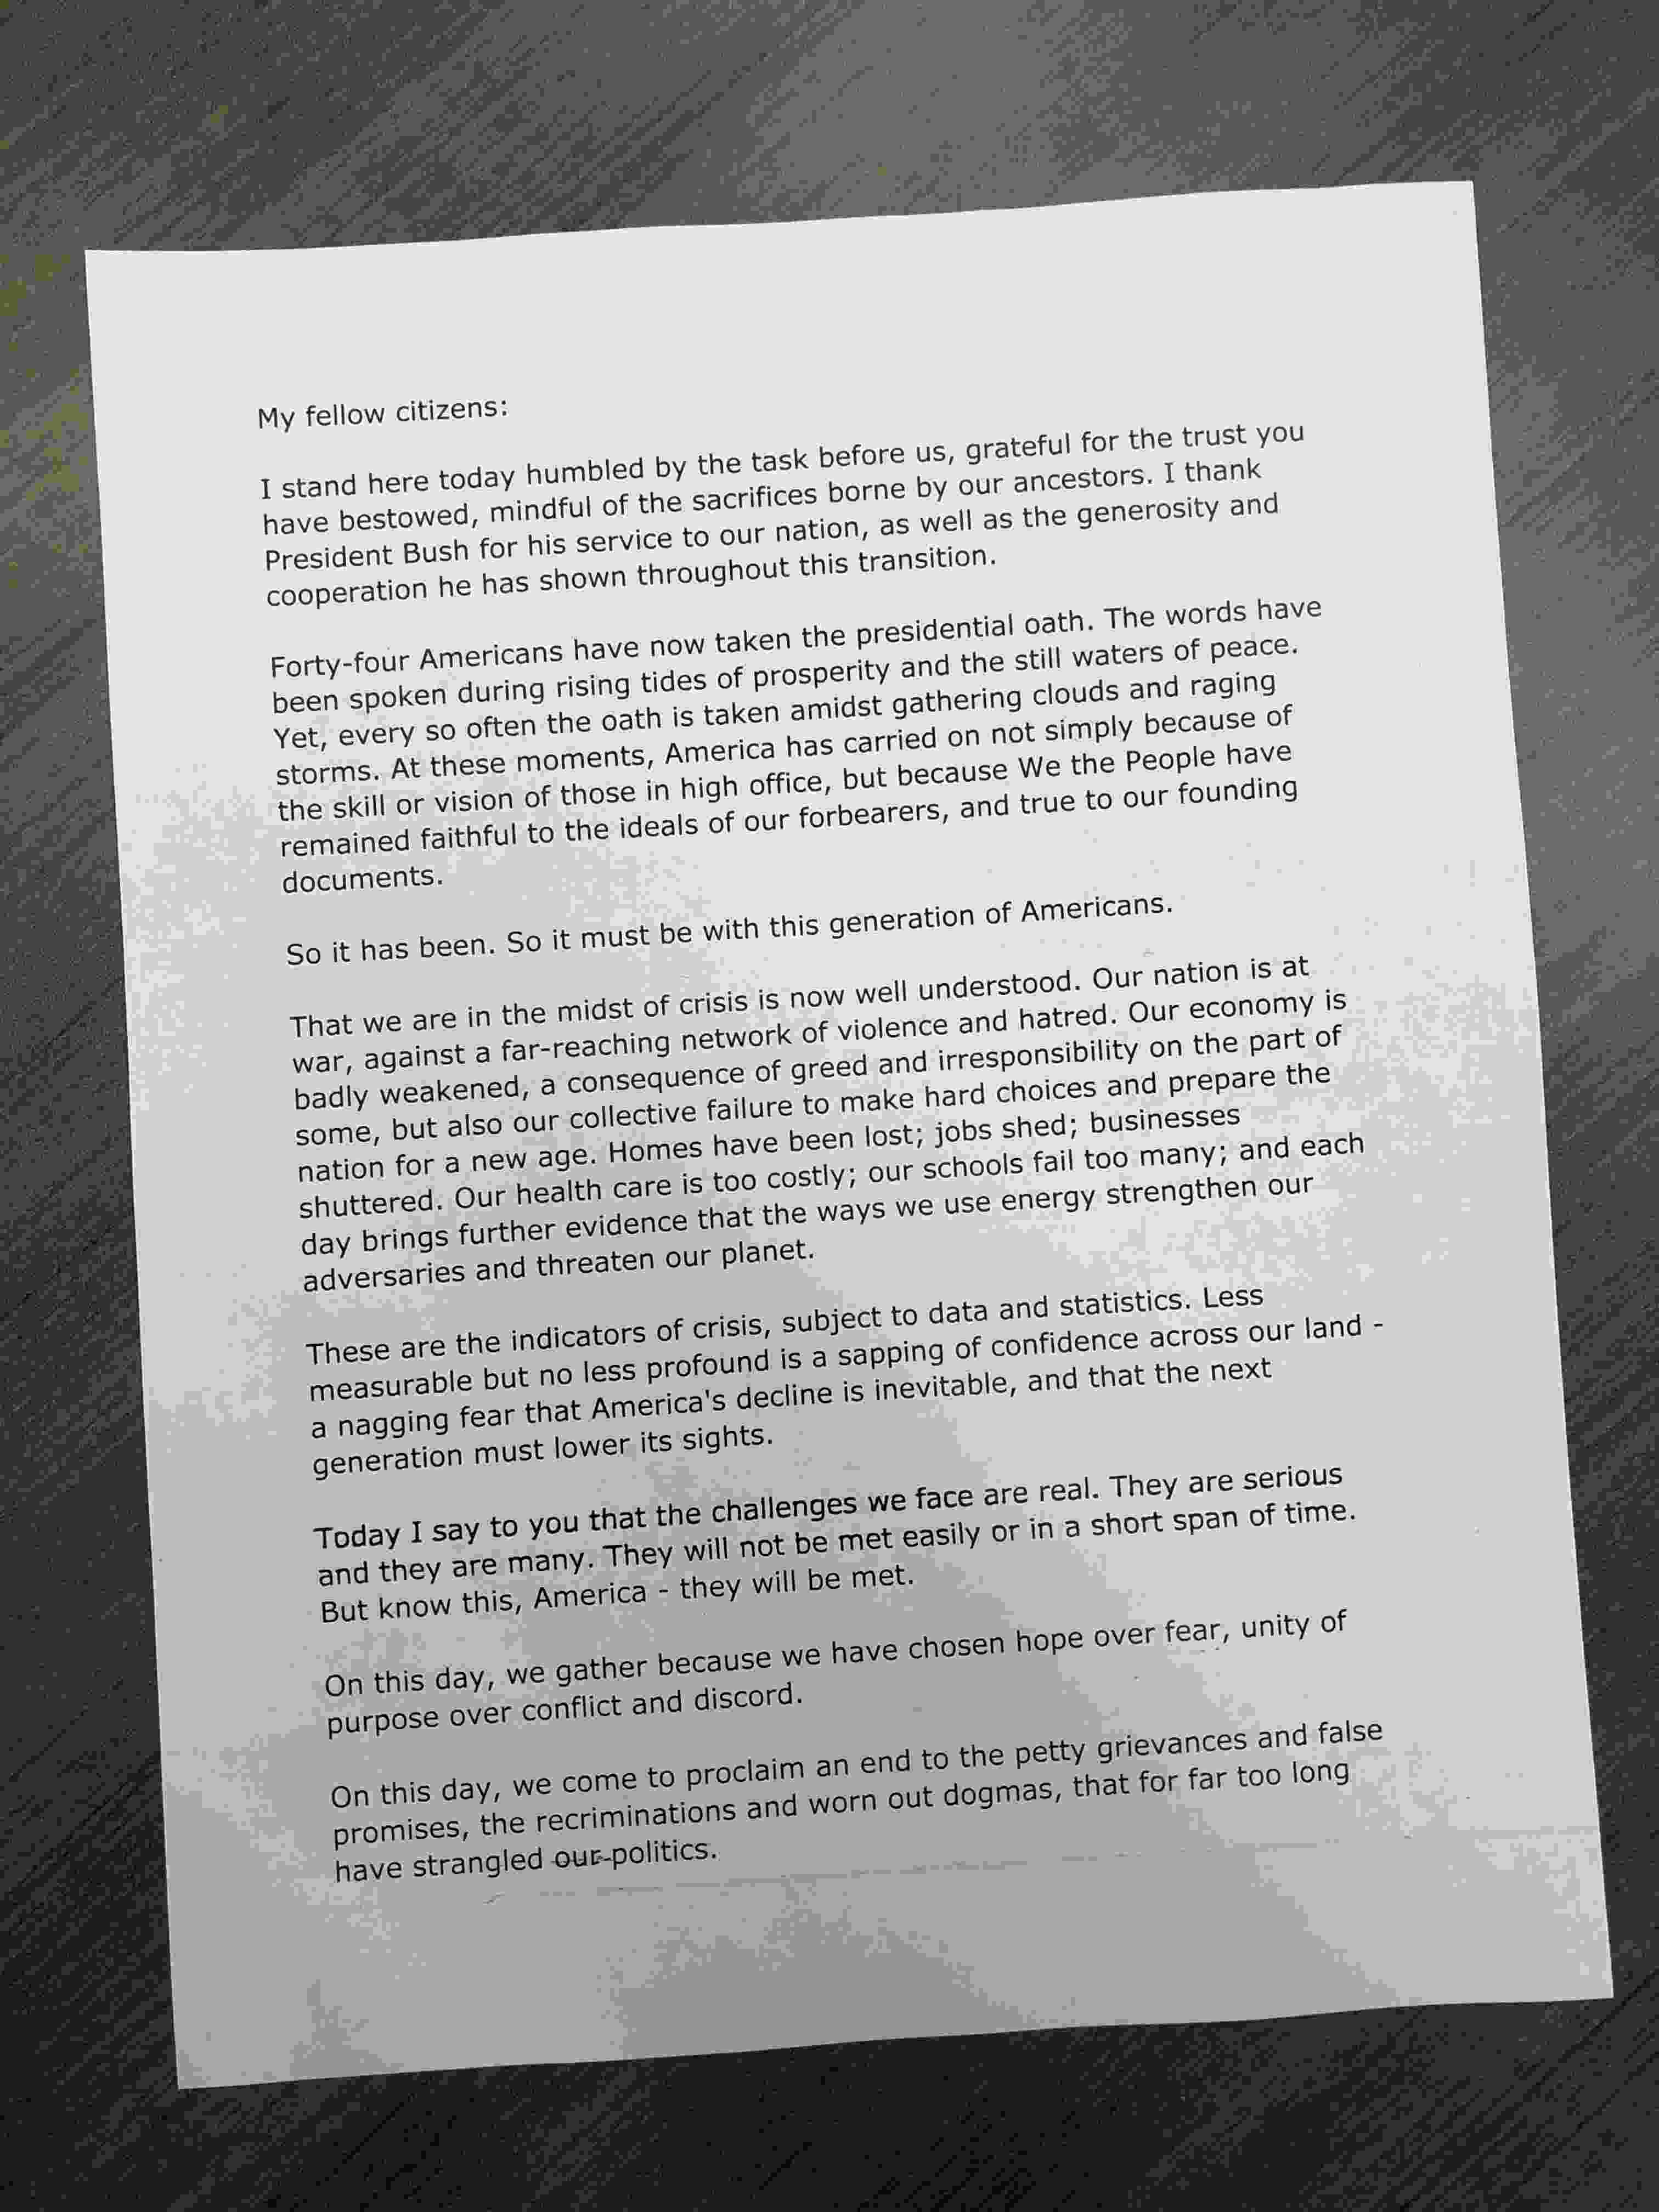 My fellow citizens:
I stand here today humbled by the task before us, grateful for the trust you
have bestowed, mindful of the sacrifices borne by our ancestors. I thank
President Bush for his service to our nation, as well as the generosity and
cooperation he has shown throughout this transition.
Forty-four Americans have now taken the presidential oath. The words have
been spoken during rising tides of prosperity and the still waters of peace.
Yet, every so often the oath is taken amidst gathering clouds and raging
storms. At these moments, America has carried on not simply because of
the skill or vision of those in high office, but because We the People have
remained faithful to the ideals of our forbearers, and true to our founding
documents.
So it has been. So it must be with this generation of Americans.
That we are in the midst of crisis is now well understood. Our nation is at
war, against a far-reaching network of violence and hatred. Our economy is
badly weakened, a consequence of greed and irresponsibility on the part of
some, but also our collective failure to make hard choices and prepare the
nation for a new age. Homes have been lost; jobs shed; businesses
shuttered. Our health care is too costly; our schools fail too many; and each
day brings further evidence that the ways we use energy strengthen our
adversaries and threaten our planet.
These are the indicators of crisis, subject to data and statistics. Less
measurable but no less profound is a sapping of confidence across our land -
a nagging fear that America's decline is inevitable, and that the next
generation must lower its sights.
Today I say to you that the challenges we face are real. They are serious
and they are many. They will not be met easily or in a short span of time.
But know this, America - they will be met.
On this day, we gather because we have chosen hope over fear, unity of
purpose over conflict and discord.
On this day, we come to proclaim an end to the petty grievances and false
promises, the recriminations and worn out dogmas, that for far too long
have strangled our politics.